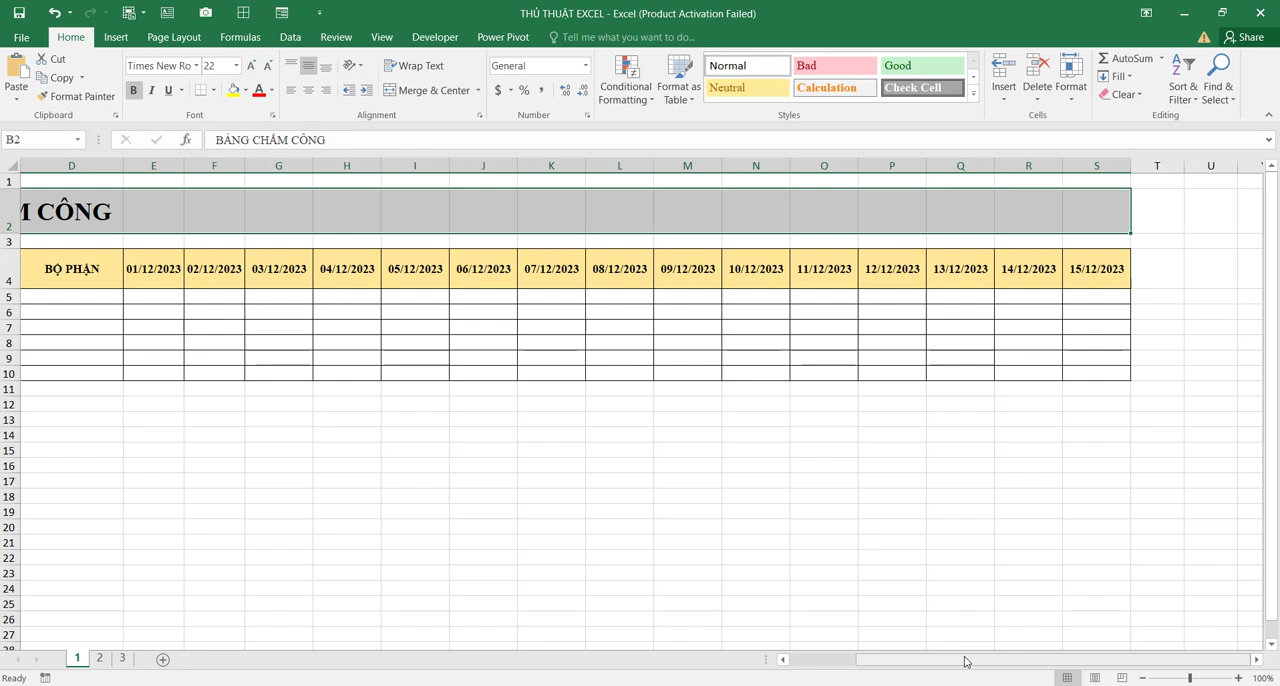 THỦ THUẬT EXCEL - Excel (Product Activation Failed)
File Home Insert Page Layout Formulas Data Review View Developer Power Pivot Tell me what you want to do... Share
Paste Cut Copy Format Painter Clipboard
Times New Ro 22 B I U Font
Wrap Text Merge & Center Alignment
General $ % , Number
Conditional Formatting Format as Table
Normal Bad Good
Neutral Calculation Check Cell
Styles
Insert Delete Format Cells
AutoSum Fill Clear Sort & Filter Find & Select Editing
B2 fx BẢNG CHẤM CÔNG
D E F G H I J K L M N O P Q R S T U
1
2 M CÔNG
3
4 BỘ PHẬN 01/12/2023 02/12/2023 03/12/2023 04/12/2023 05/12/2023 06/12/2023 07/12/2023 08/12/2023 09/12/2023 10/12/2023 11/12/2023 12/12/2023 13/12/2023 14/12/2023 15/12/2023
5
6
7
8
9
10
11
12
13
14
15
16
17
18
19
20
21
22
23
24
25
26
27
28
1 2 3
Ready 100%